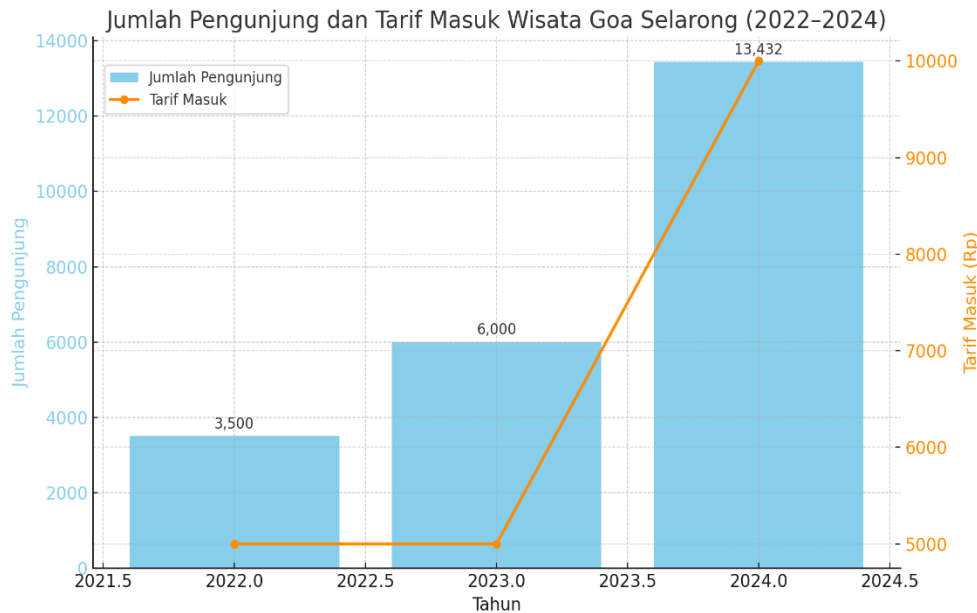 Jumlah Pengunjung dan Tarif Masuk Wisata Goa Selarong (2022–2024)
Jumlah Pengunjung
Tarif Masuk
14000
12000
10000
8000
6000
4000
2000
0
Jumlah Pengunjung
3,500
6,000
13,432
10000
9000
8000
7000
6000
5000
Tarif Masuk (Rp)
2021.5 2022.0 2022.5 2023.0 2023.5 2024.0 2024.5
Tahun